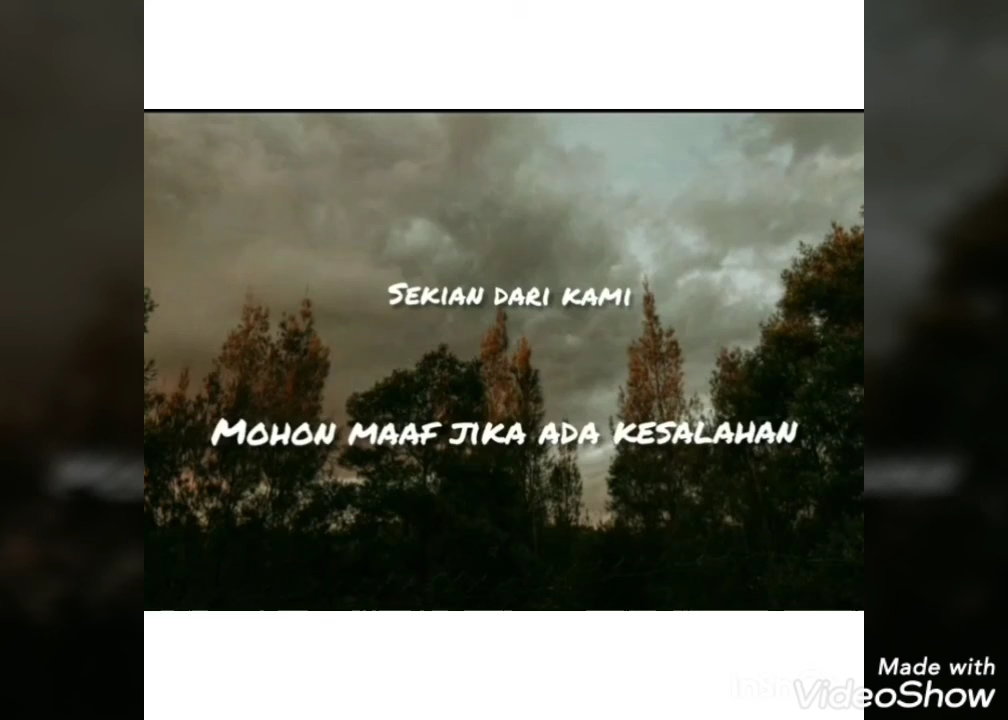 SEKIAN DARI KAMI
MOHON MAAF JIKA ADA KESALAHAN
Made with
VideoShow